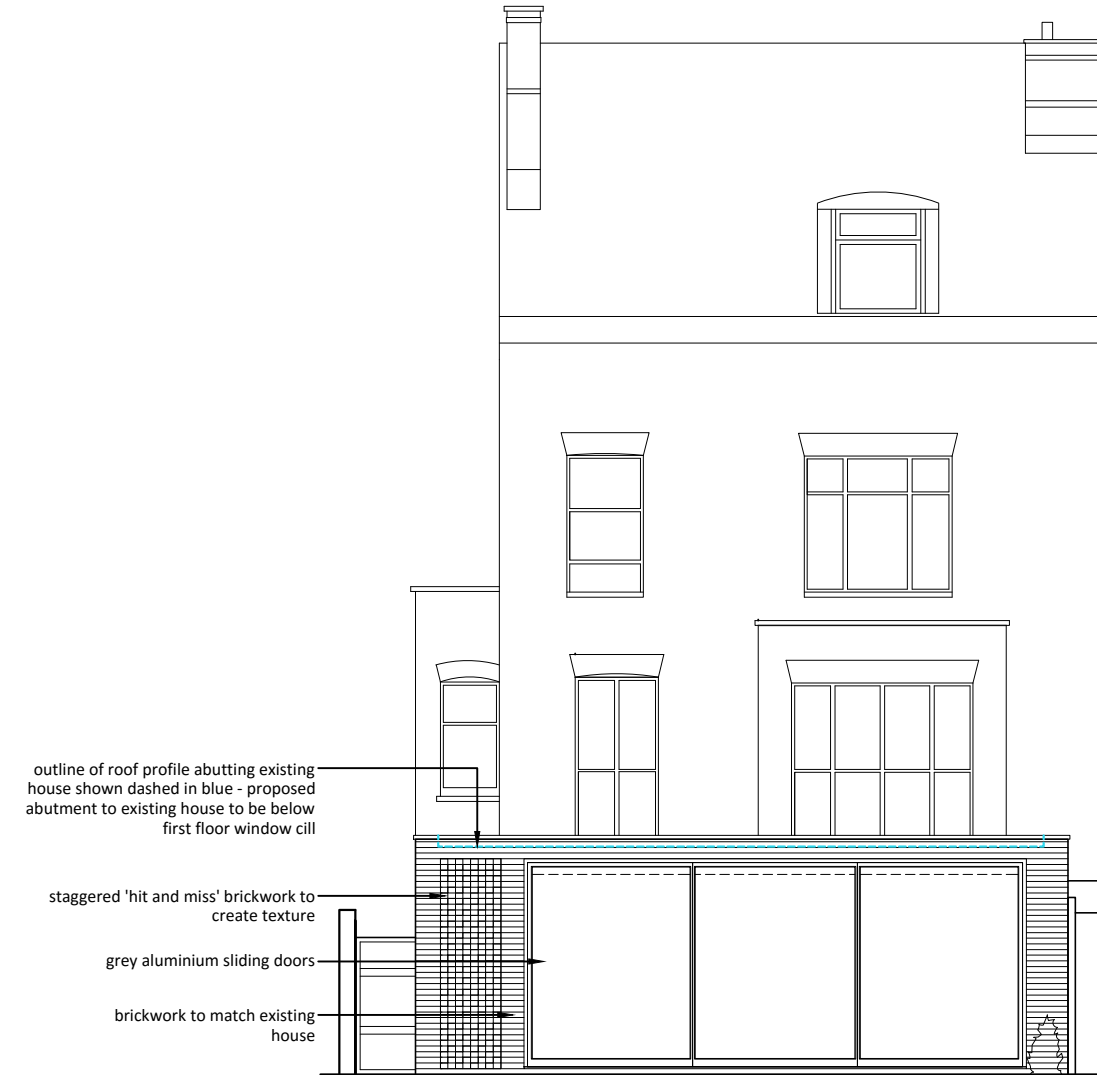 outline of roof profile abutting existing
house shown dashed in blue - proposed
abutment to existing house to be below
first floor window cill
staggered 'hit and miss' brickwork to
create texture
grey aluminium sliding doors
brickwork to match existing
house